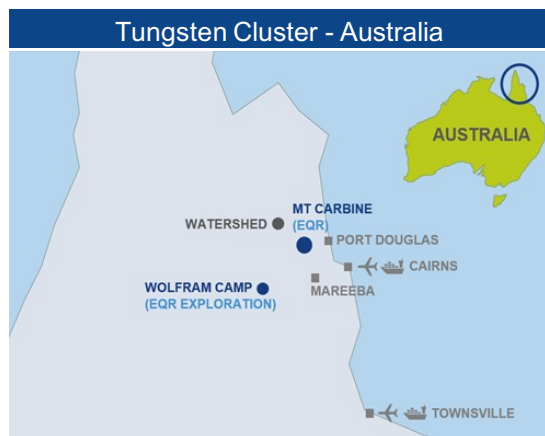 Tungsten Cluster - Australia
AUSTRALIA
MT CARBINE
(EQR)
WATERSHED
PORT DOUGLAS
CAIRNS
MAREEBA
WOLFRAM CAMP
(EQR EXPLORATION)
TOWNSVILLE